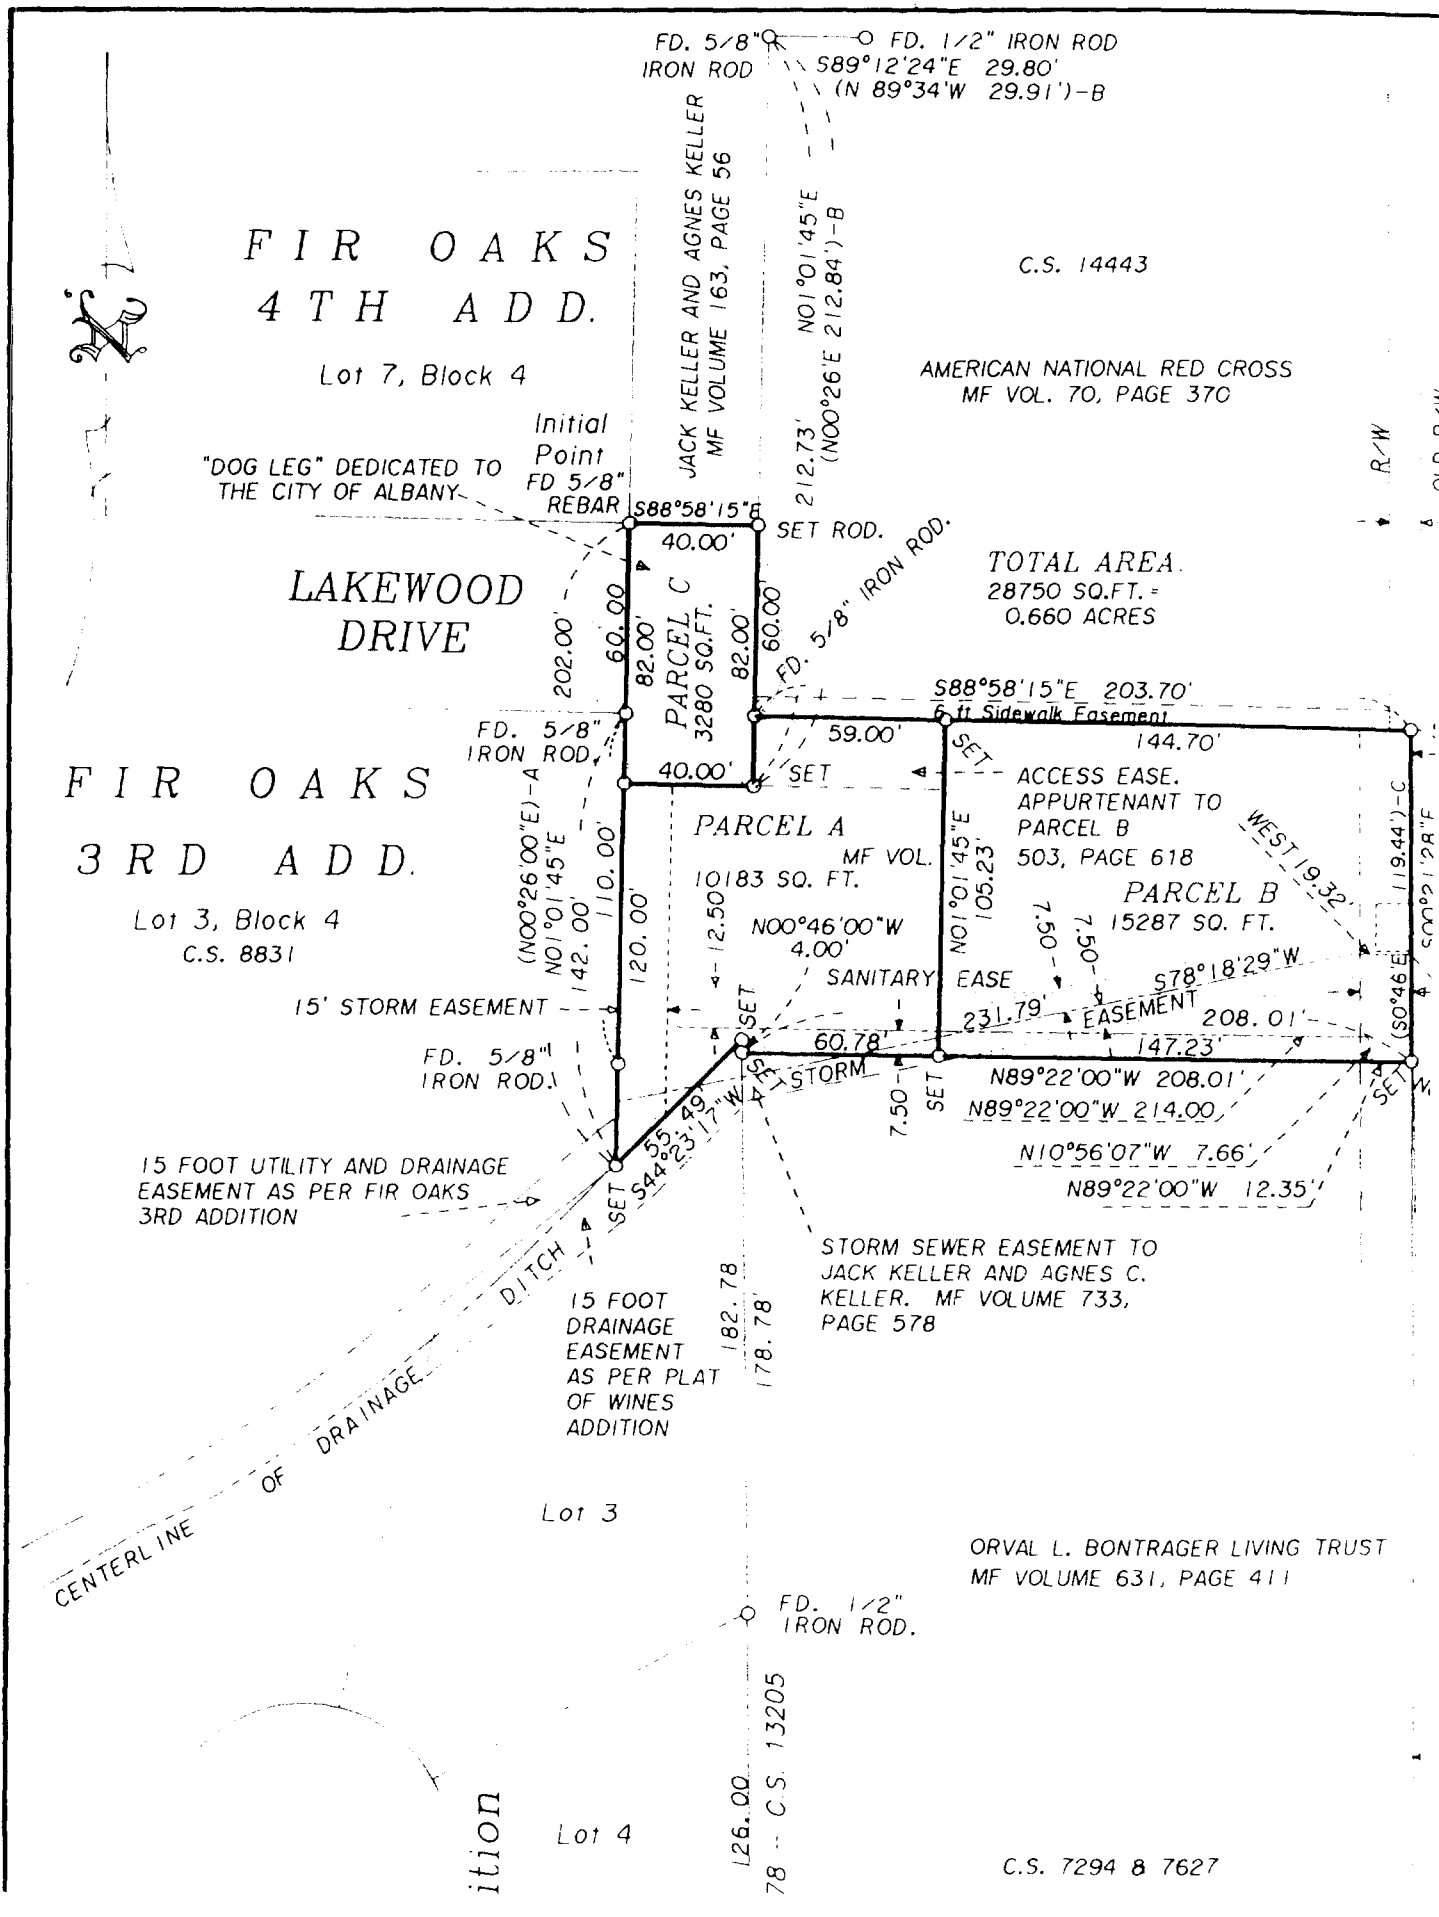 FD. 5/8"
IRON ROD
FD. 1/2" IRON ROD
S89°12'24"E 29.80'
(N 89°34'W 29.91')-B
JACK KELLER AND AGNES KELLER
MF VOLUME 163, PAGE 56
N01°01'45"E
212.73'
(N00°26'E 212.84')-B
C.S. 14443
FIR OAKS
4TH ADD.
Lot 7, Block 4
N
AMERICAN NATIONAL RED CROSS
MF VOL. 70, PAGE 370
R/W
OLD R/W
Initial
Point
FD 5/8"
REBAR
"DOG LEG" DEDICATED TO
THE CITY OF ALBANY
S88°58'15"E
40.00'
SET ROD.
FD. 5/8" IRON ROD.
TOTAL AREA.
28750 SQ.FT. =
0.660 ACRES
LAKEWOOD
DRIVE
202.00'
60.00
82.00'
PARCEL C
3280 SQ.FT.
82.00'
60.00'
S88°58'15"E 203.70'
6 ft Sidewalk Easement
59.00'
144.70'
FD. 5/8"
IRON ROD.
40.00'
SET
SET
ACCESS EASE.
APPURTENANT TO
PARCEL B
MF VOL. 503, PAGE 618
FIR OAKS
3RD ADD.
Lot 3, Block 4
C.S. 8831
(N00°26'00"E)-A
N01°01'45"E
142.00'
110.00'
120.00'
PARCEL A
10183 SQ. FT.
12.50'
N00°46'00"W
4.00'
N01°01'45"E
105.23'
PARCEL B
15287 SQ. FT.
WEST 19.32'
(S0°46'E 119.44')-C
S00°21'28"E
7.50
7.50
S78°18'29"W
SANITARY EASE
231.79'
EASEMENT
208.01'
15' STORM EASEMENT
SET
60.78'
147.23'
FD. 5/8"
IRON ROD.
SET
STORM
7.50
SET
N89°22'00"W 208.01'
SET
N89°22'00"W 214.00
55.49'
S44°23'17"W
N10°56'07"W 7.66'
N89°22'00"W 12.35'
15 FOOT UTILITY AND DRAINAGE
EASEMENT AS PER FIR OAKS
3RD ADDITION
SET
STORM SEWER EASEMENT TO
JACK KELLER AND AGNES C.
KELLER. MF VOLUME 733,
PAGE 578
15 FOOT
DRAINAGE
EASEMENT
AS PER PLAT
OF WINES
ADDITION
182.78
178.78'
CENTERLINE OF DRAINAGE DITCH
Lot 3
ORVAL L. BONTRAGER LIVING TRUST
MF VOLUME 631, PAGE 411
FD. 1/2"
IRON ROD.
126.00
78 -- C.S. 13205
ition
Lot 4
C.S. 7294 & 7627